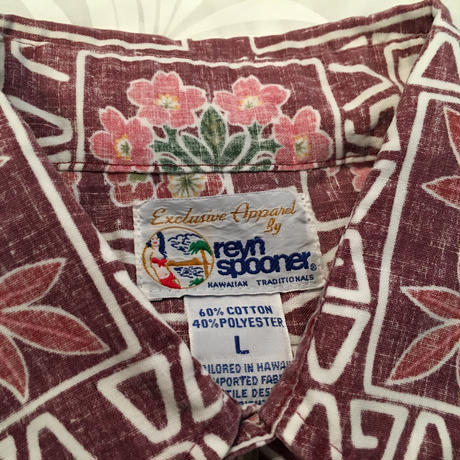 Exclusive Apparel
By
reyn
spooner®
HAWAIIAN TRADITIONALS
60% COTTON
40% POLYESTER
L
TAILORED IN HAWAII
IMPORTED FABRIC